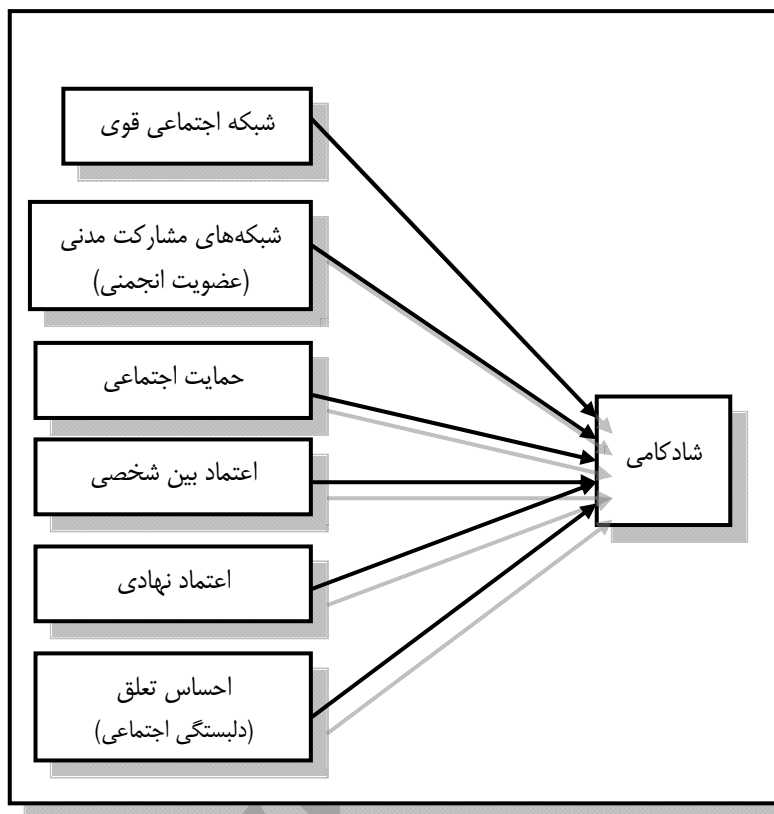 شبکه اجتماعی قوی
شبکه‌های مشارکت مدنی
(عضویت انجمنی)
حمایت اجتماعی
اعتماد بین شخصی
اعتماد نهادی
احساس تعلق
(دلبستگی اجتماعی)
شادکامی